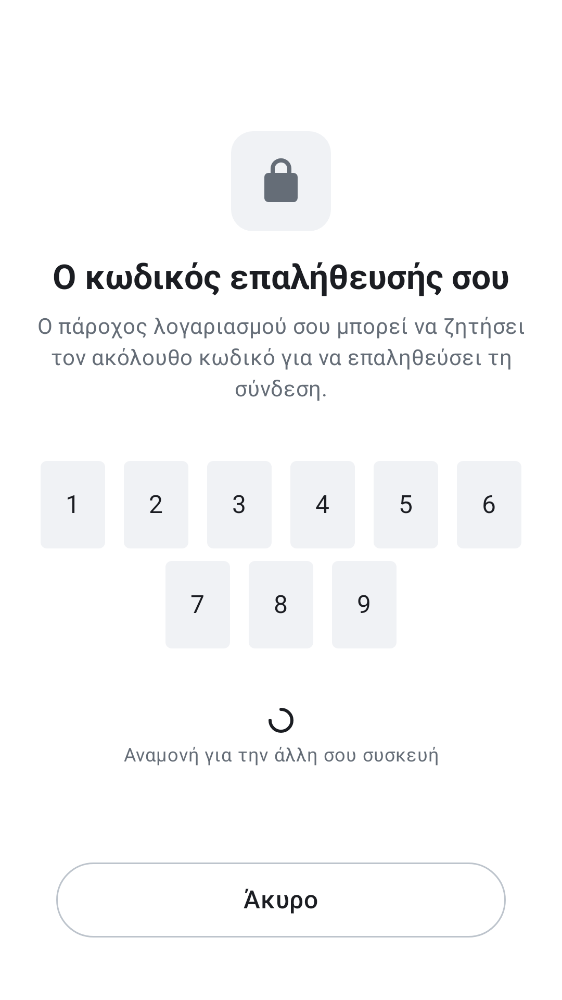 Ο κωδικός επαλήθευσής σου
Ο πάροχος λογαριασμού σου μπορεί να ζητήσει
τον ακόλουθο κωδικό για να επαληθεύσει τη
σύνδεση.
1 2 3 4 5 6
7 8 9
Αναμονή για την άλλη σου συσκευή
Άκυρο